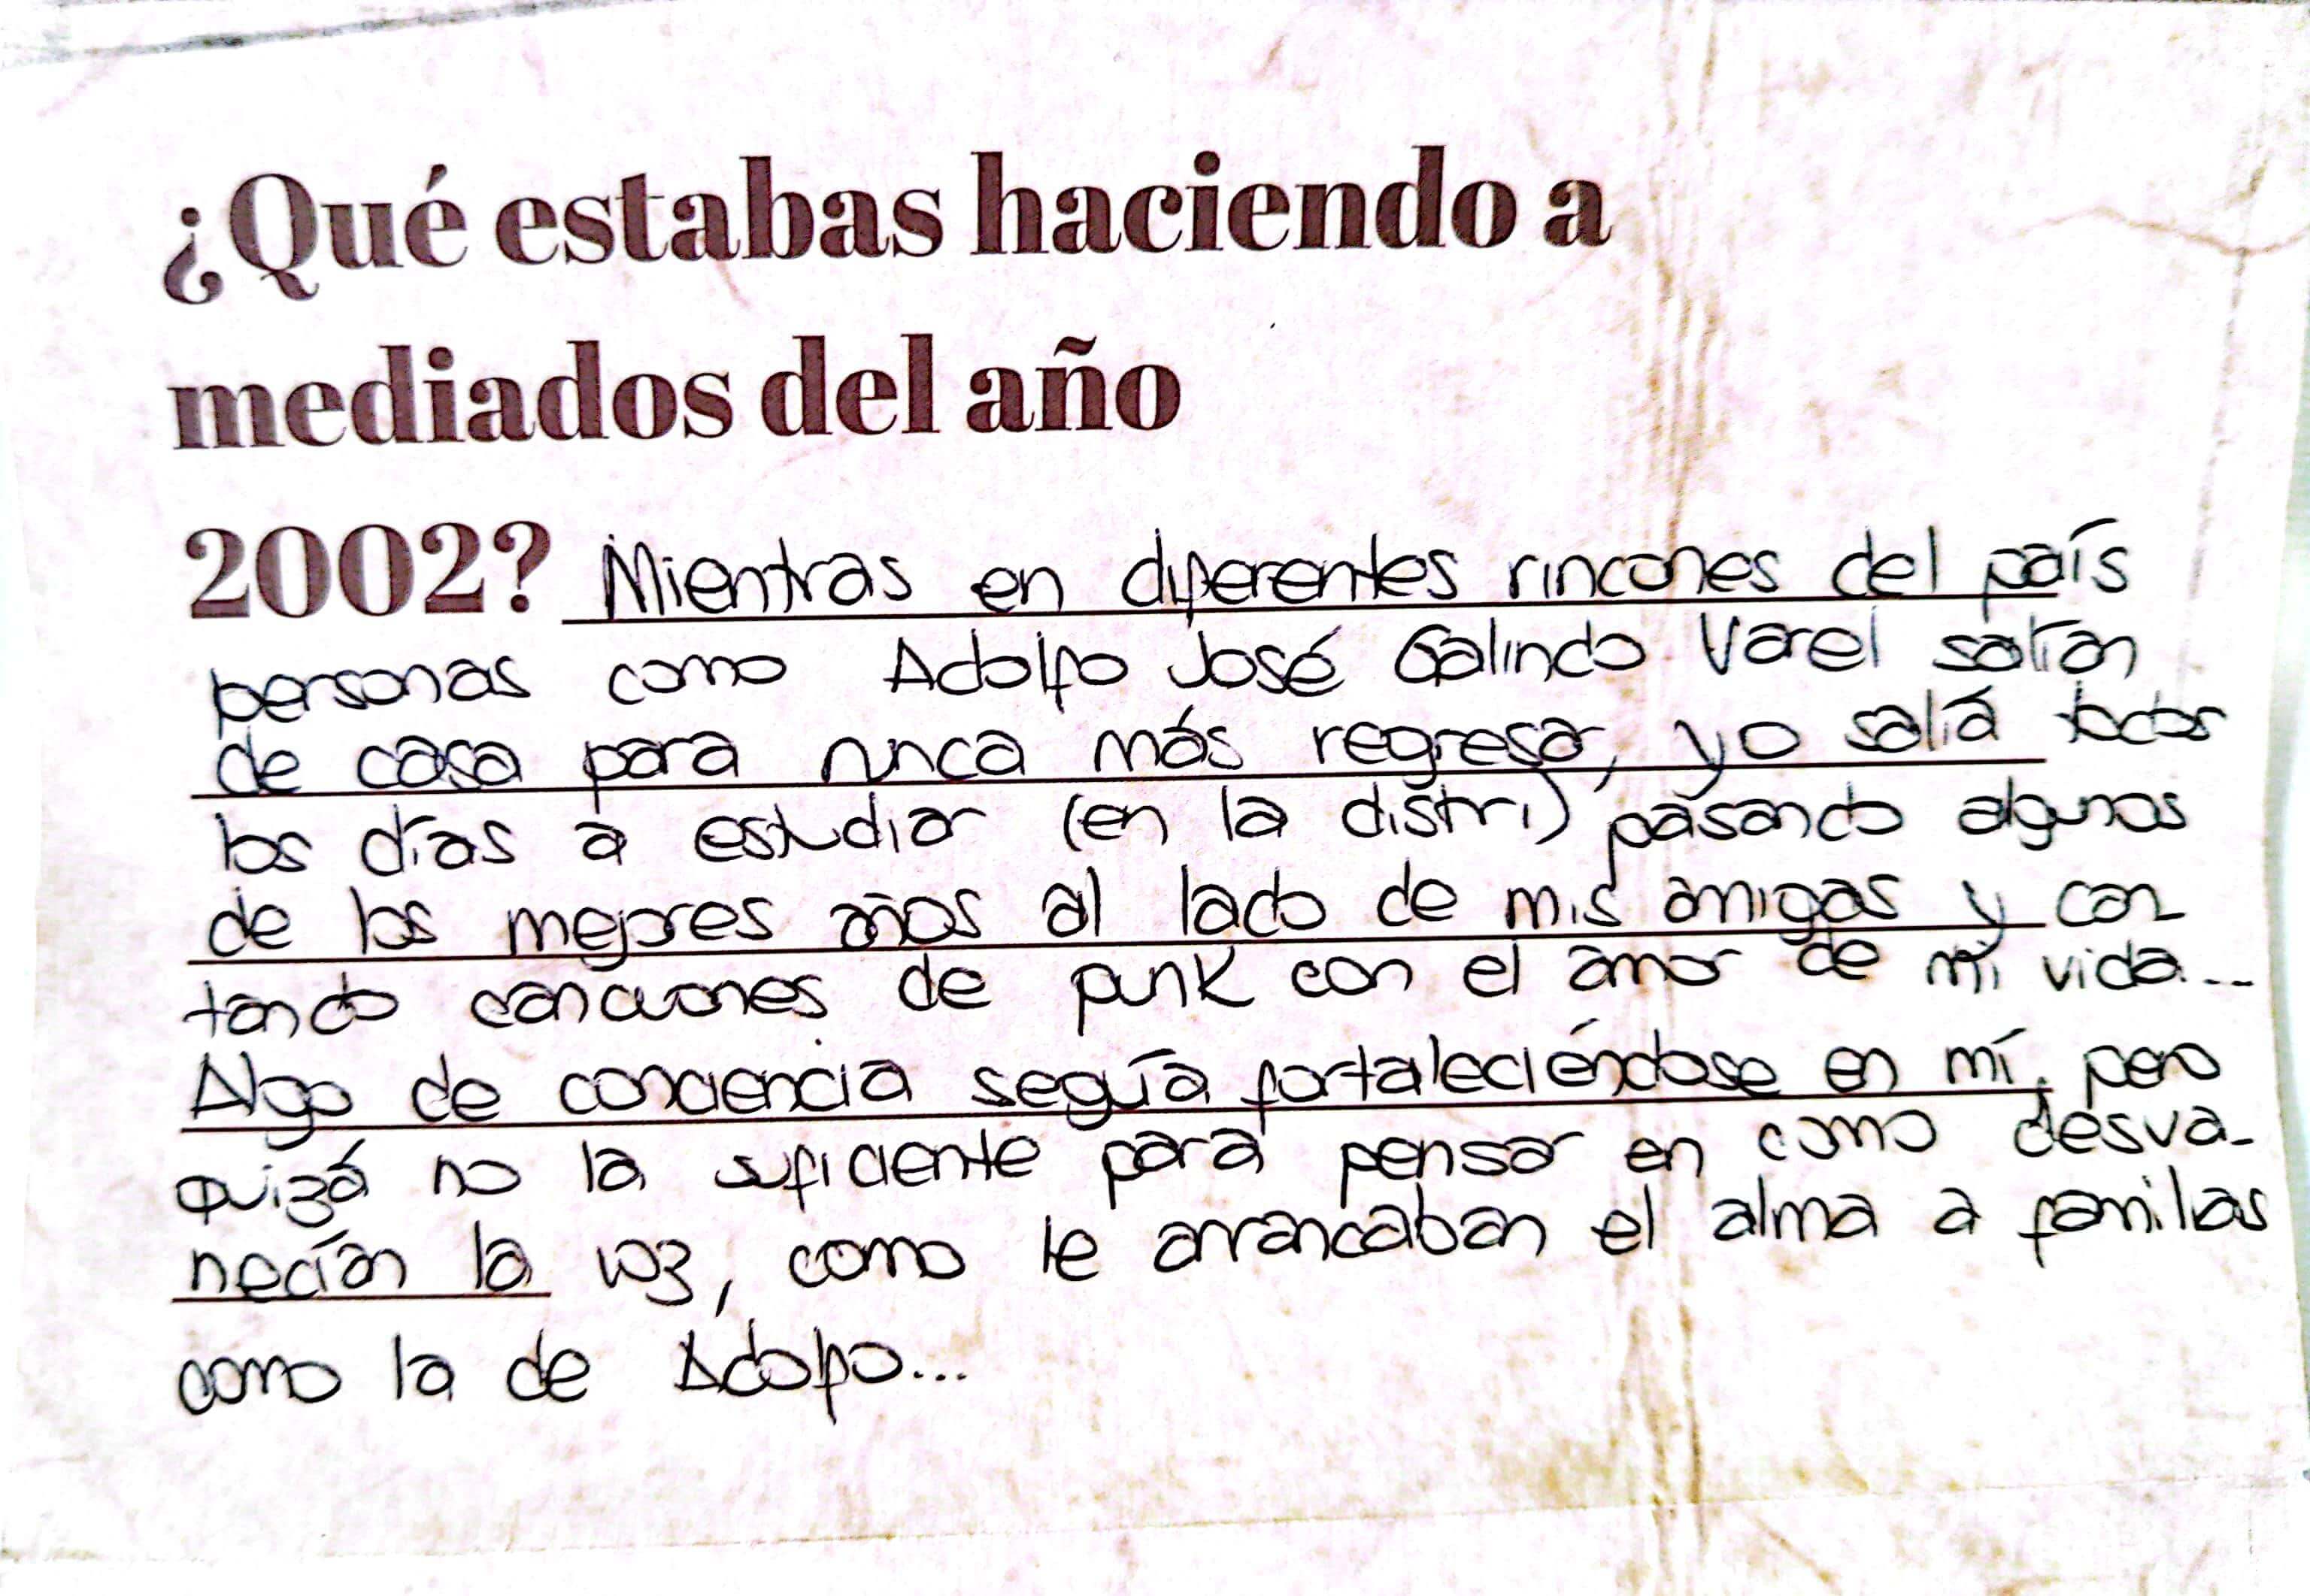 ¿Qué estabas haciendo a
mediados del año
2002? Mientras en diferentes rincones del país
personas como Adolfo José Galindo Varel salían
de casa para nunca más regresar, yo salía todos
los días a estudiar (en la distri) pasando algunos
de los mejores años al lado de mis amigas y can-
tando canciones de punk con el amor de mi vida...
Algo de conciencia seguía fortaleciéndose en mí, pero
quizá no la suficiente para pensar en como desva-
necían la voz, como le arrancaban el alma a familias
como la de Adolfo...